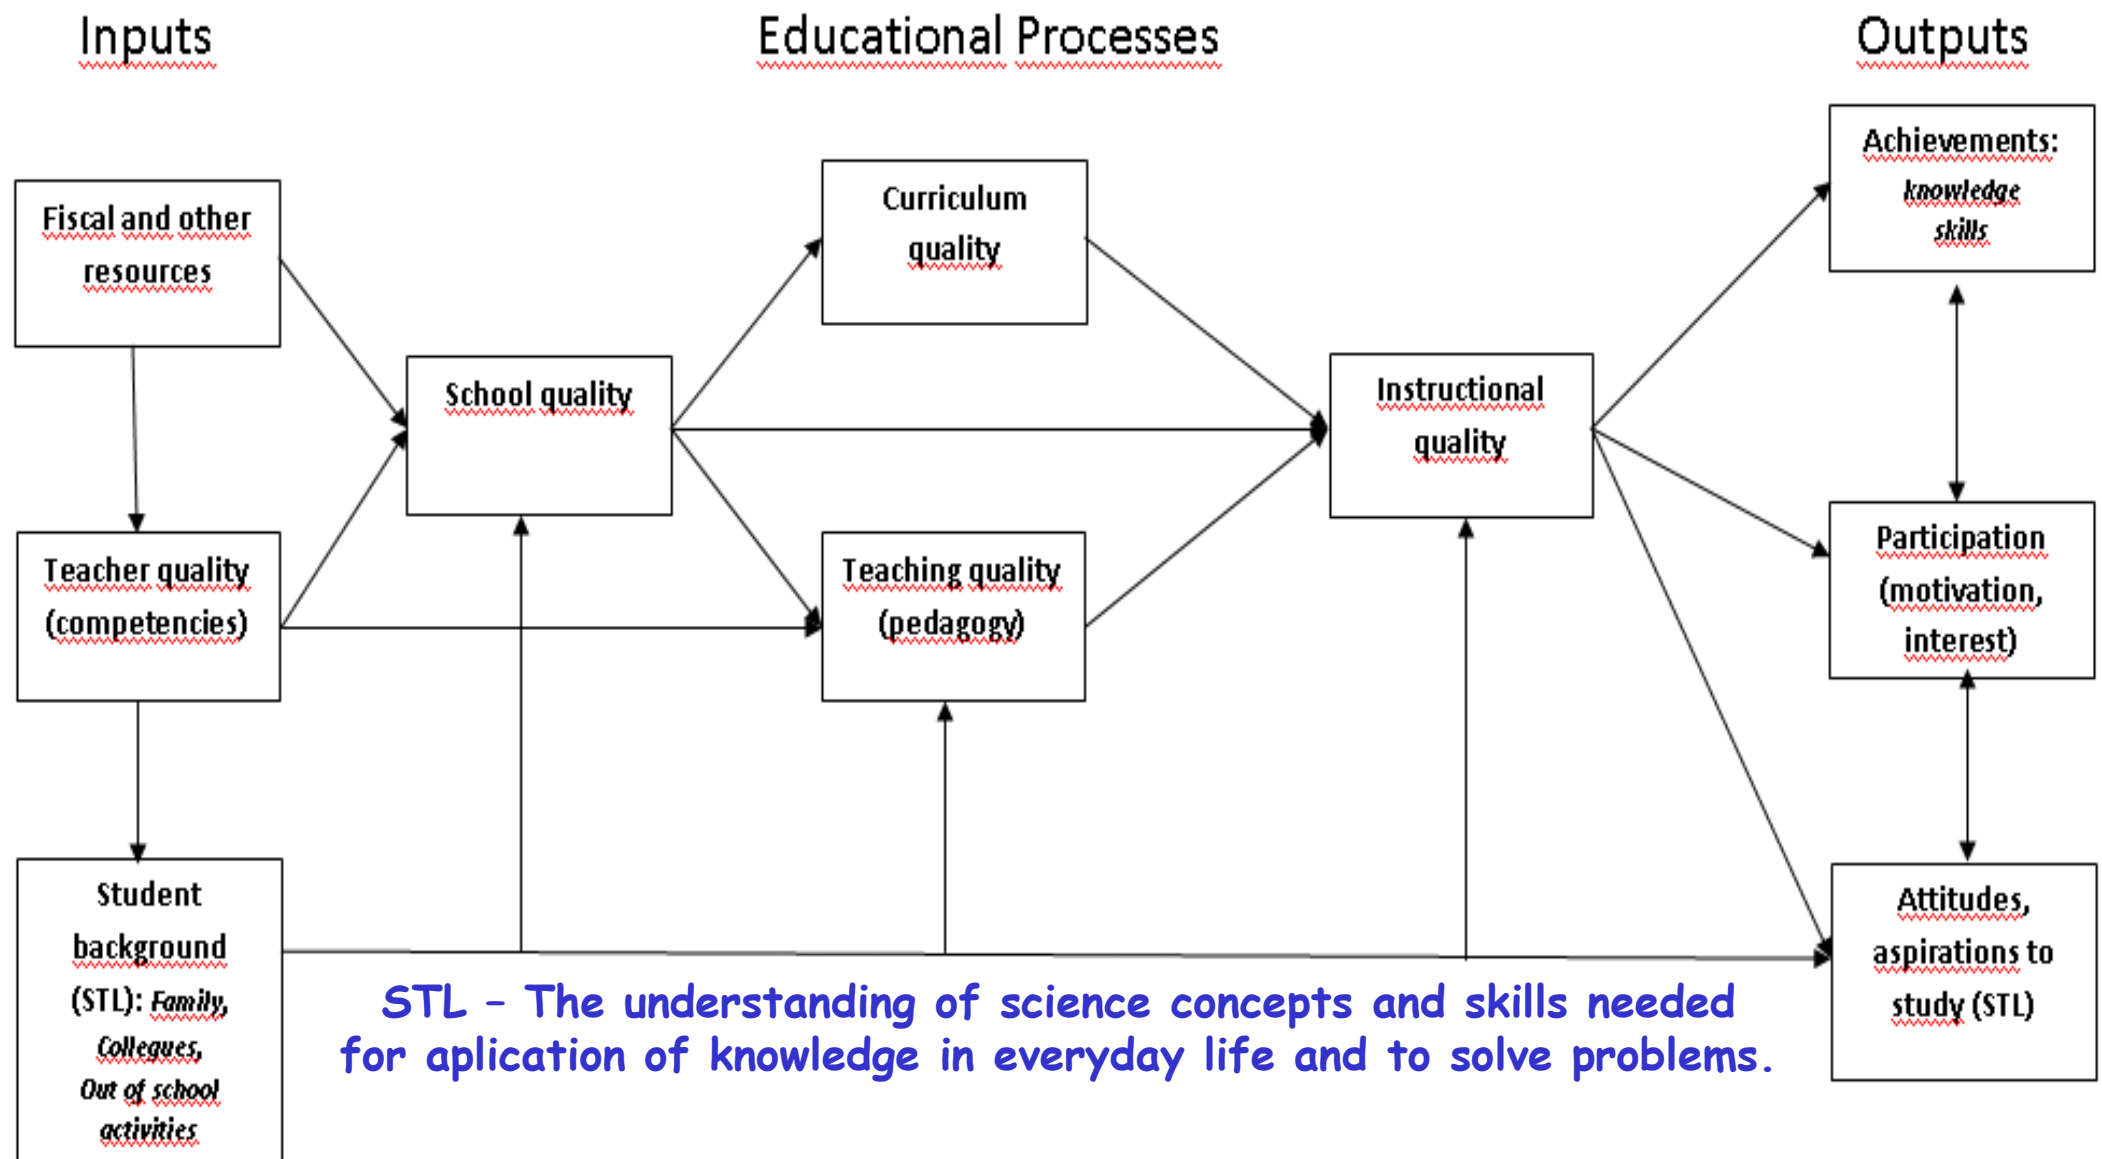 Inputs
Educational Processes
Outputs
Fiscal and other
resources
Teacher quality
(competencies)
Student
background
(STL): Family,
Collegues,
Out of school
activities
School quality
Curriculum
quality
Teaching quality
(pedagogy)
Instructional
quality
Achievements:
knowledge
skills
Participation
(motivation,
interest)
Attitudes,
aspirations to
study (STL)
STL – The understanding of science concepts and skills needed
for aplication of knowledge in everyday life and to solve problems.